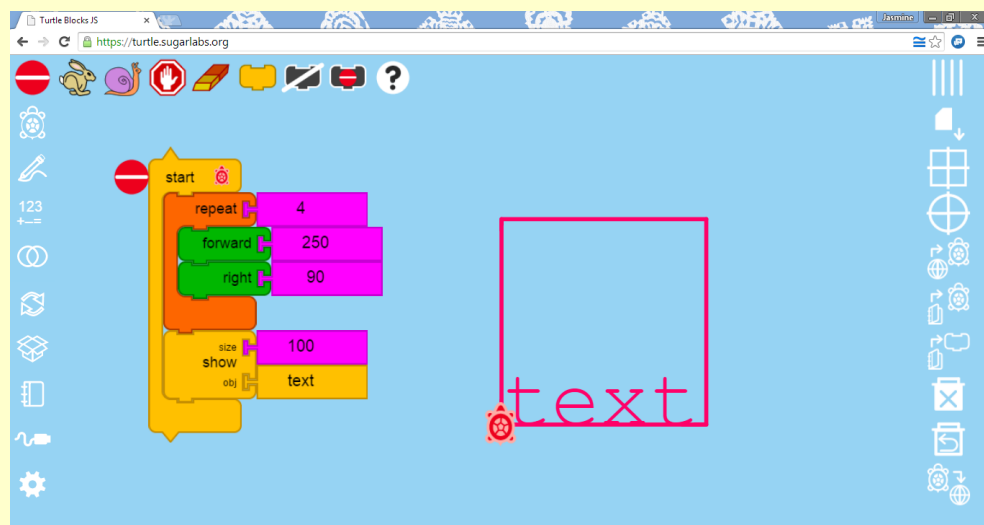 Turtle Blocks JS
Jasmine
https://turtle.sugarlabs.org
?
123
+−=
start
repeat 4
forward 250
right 90
size 100
show
obj text
text